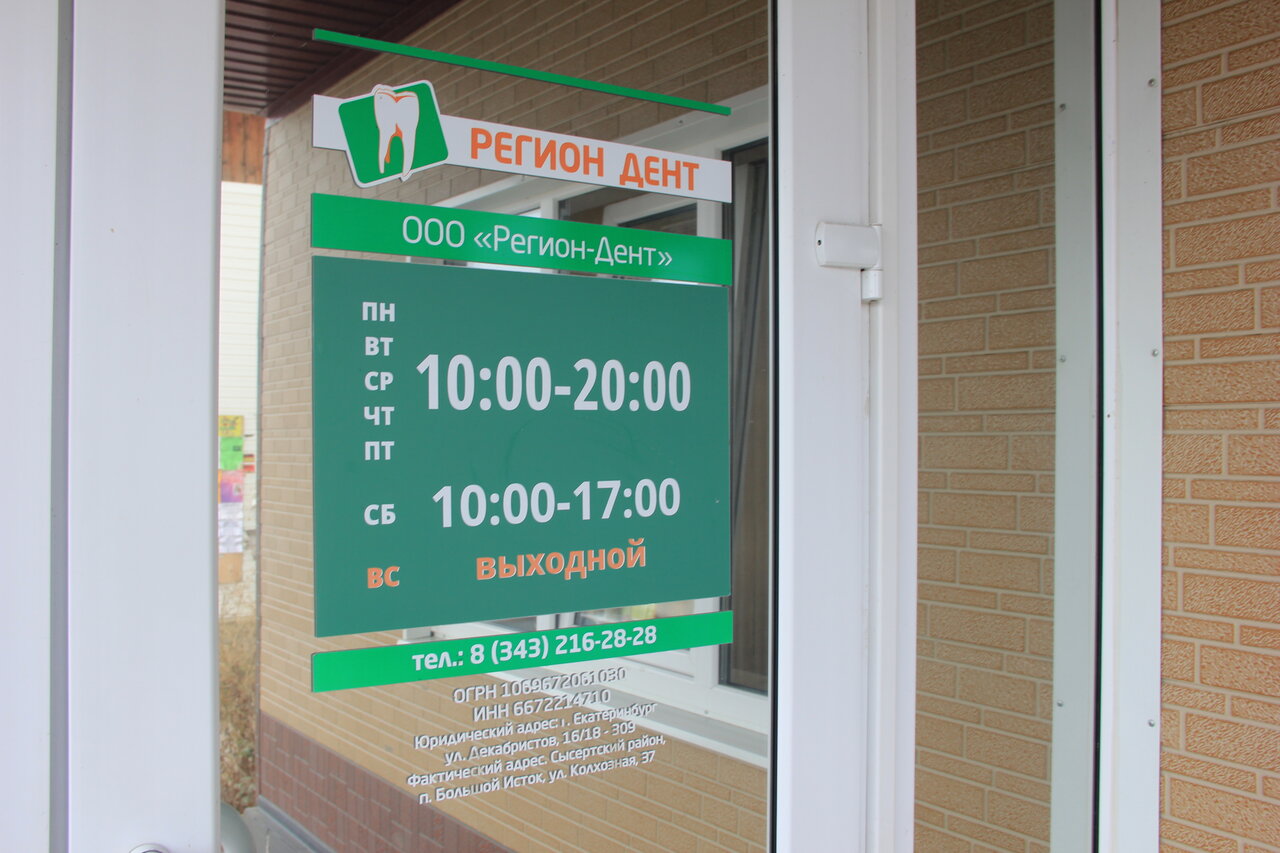 РЕГИОН ДЕНТ
ООО «Регион-Дент»
ПН
ВТ
СР
ЧТ
ПТ
10:00-20:00
СБ 10:00-17:00
ВС выходной
тел.: 8 (343) 216-28-28
ОГРН 1069672061030
ИНН 6672214710
Юридический адрес: г. Екатеринбург
ул. Декабристов, 16/18 - 309
Фактический адрес. Сысертский район,
п. Большой Исток, ул. Колхозная, 37